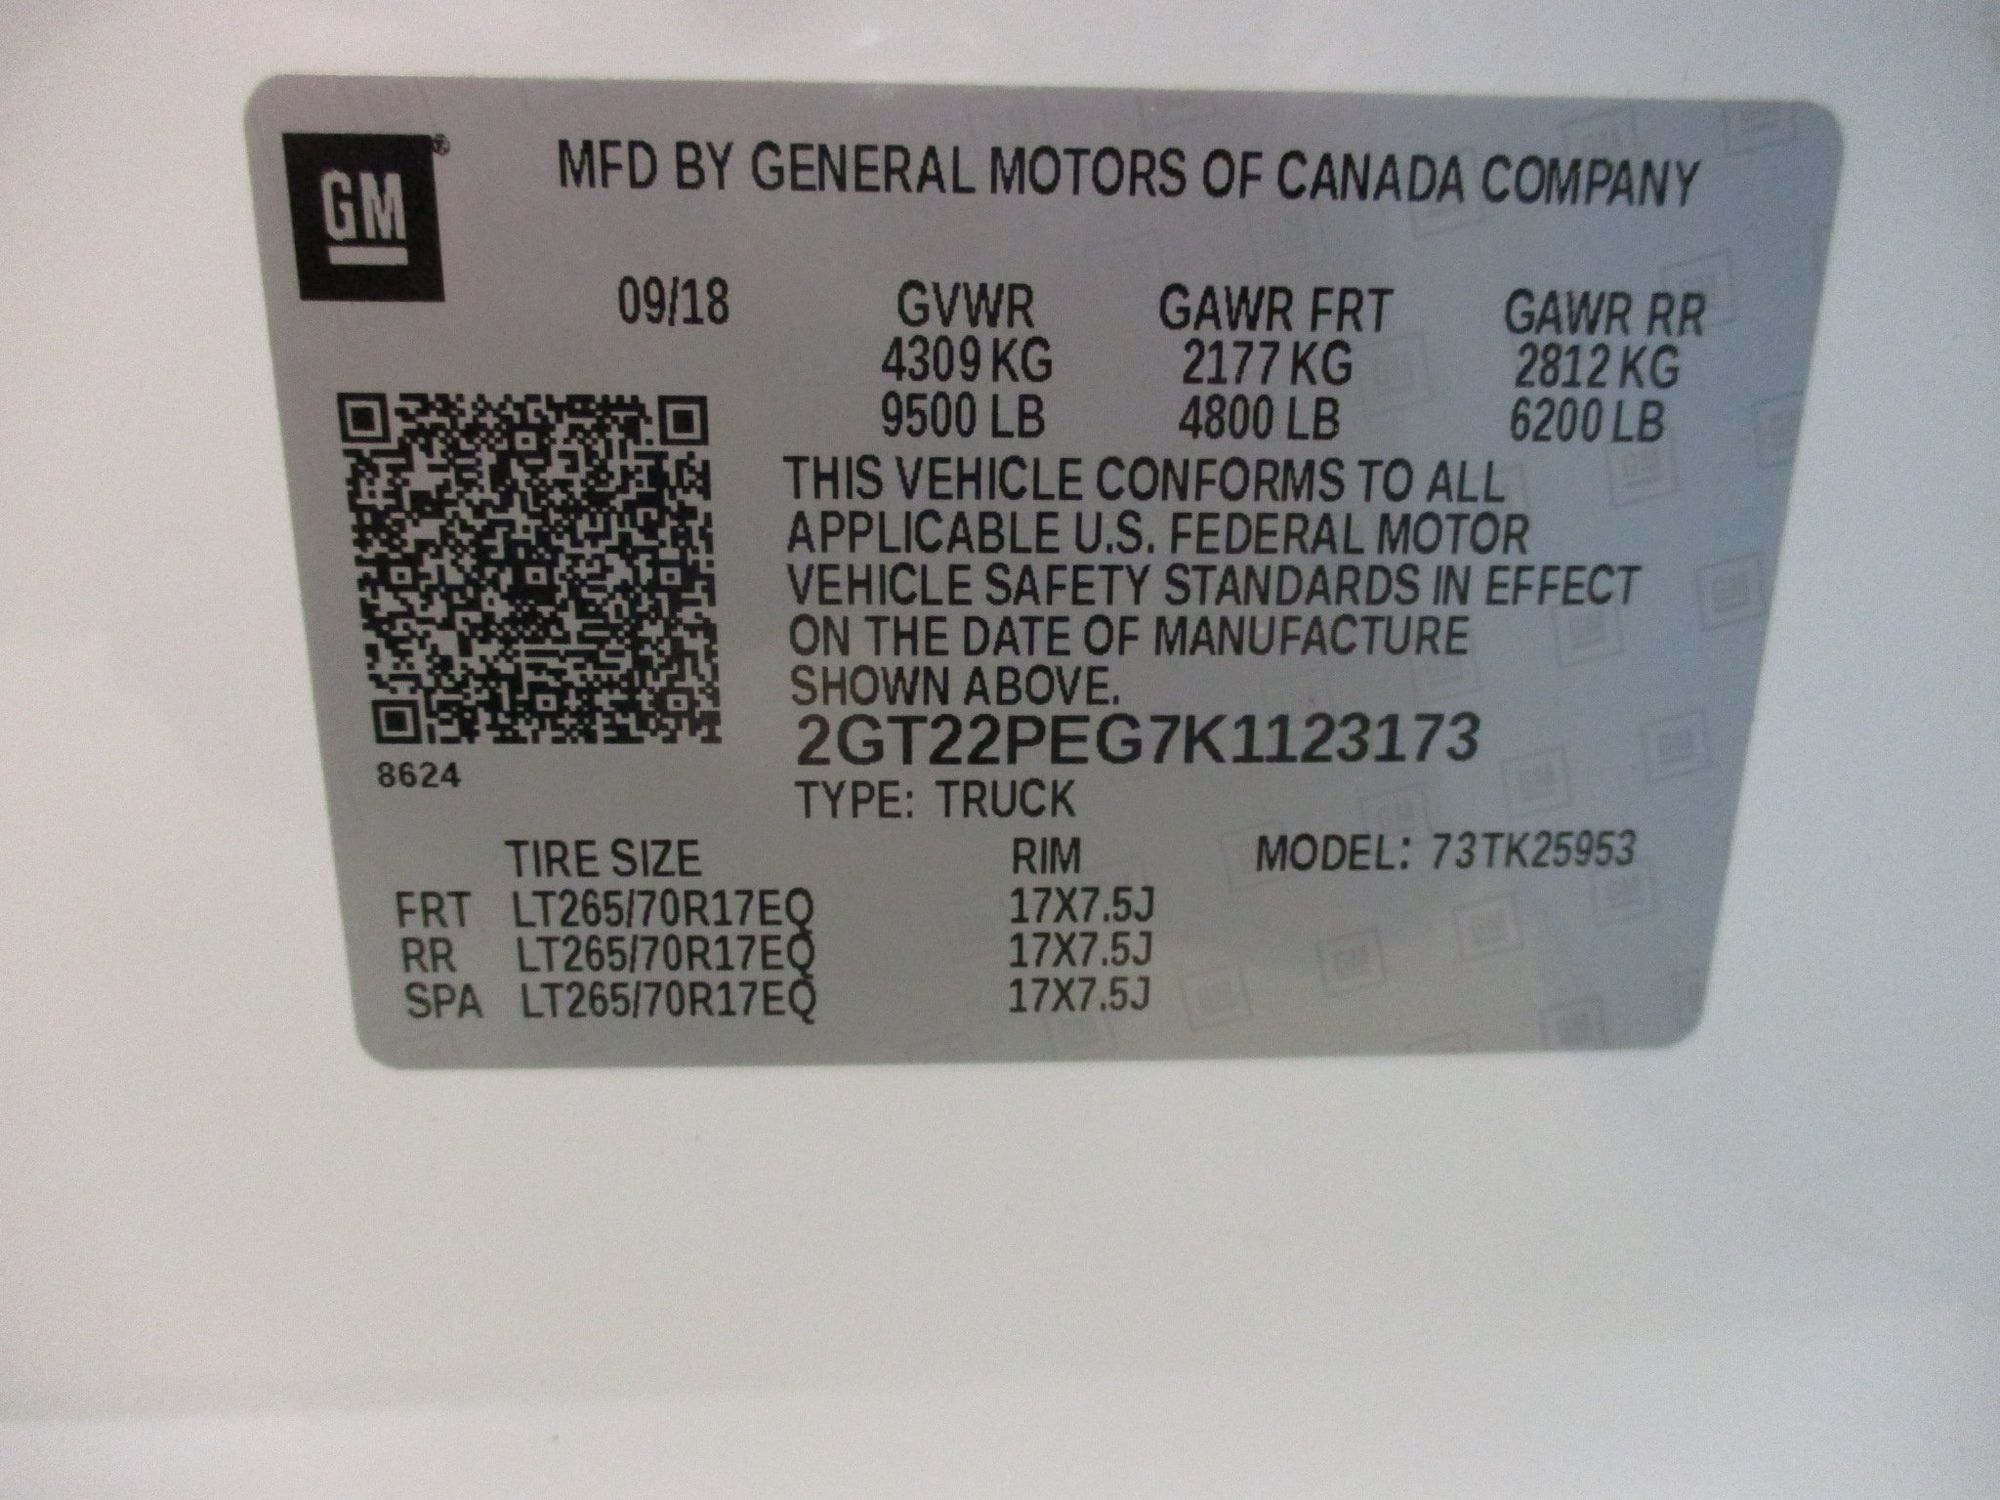 GM®
MFD BY GENERAL MOTORS OF CANADA COMPANY
09/18 GVWR GAWR FRT GAWR RR
4309 KG 2177 KG 2812 KG
9500 LB 4800 LB 6200 LB
THIS VEHICLE CONFORMS TO ALL
APPLICABLE U.S. FEDERAL MOTOR
VEHICLE SAFETY STANDARDS IN EFFECT
ON THE DATE OF MANUFACTURE
SHOWN ABOVE.
2GT22PEG7K1123173
8624
TYPE: TRUCK
TIRE SIZE RIM MODEL: 73TK25953
FRT LT265/70R17EQ 17X7.5J
RR LT265/70R17EQ 17X7.5J
SPA LT265/70R17EQ 17X7.5J